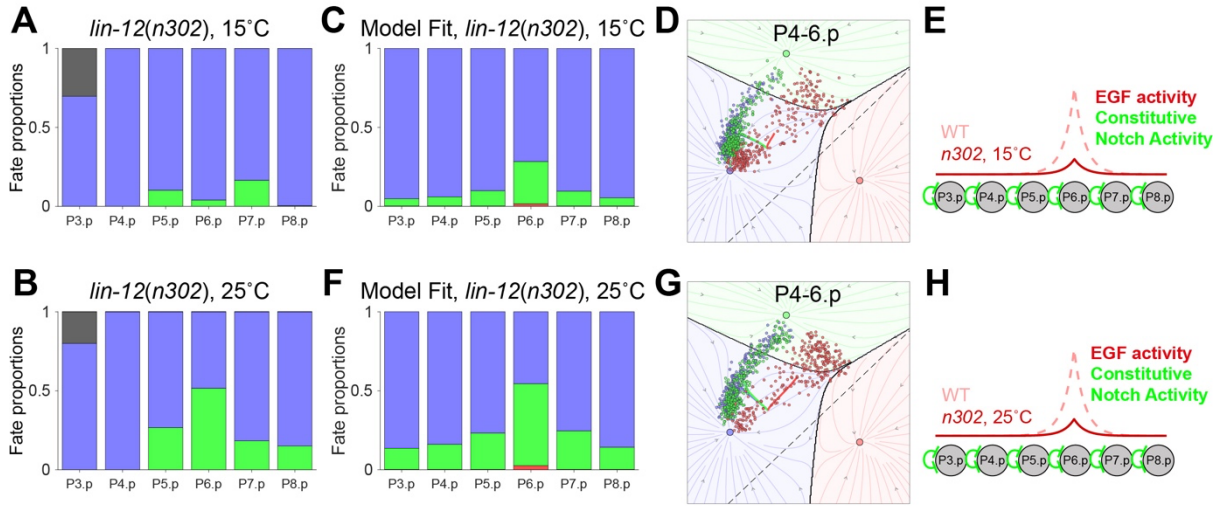 A
lin-12(n302), 15˚C
Fate proportions
1
0.5
0
P3.p P4.p P5.p P6.p P7.p P8.p
C
Model Fit, lin-12(n302), 15˚C
Fate proportions
1
0.5
0
P3.p P4.p P5.p P6.p P7.p P8.p
D
P4-6.p
E
EGF activity
Constitutive
Notch Activity
WT
n302, 15˚C
P3.p P4.p P5.p P6.p P7.p P8.p
B
lin-12(n302), 25˚C
Fate proportions
1
0.5
0
P3.p P4.p P5.p P6.p P7.p P8.p
F
Model Fit, lin-12(n302), 25˚C
Fate proportions
1
0.5
0
P3.p P4.p P5.p P6.p P7.p P8.p
G
P4-6.p
H
EGF activity
Constitutive
Notch Activity
WT
n302, 25˚C
P3.p P4.p P5.p P6.p P7.p P8.p